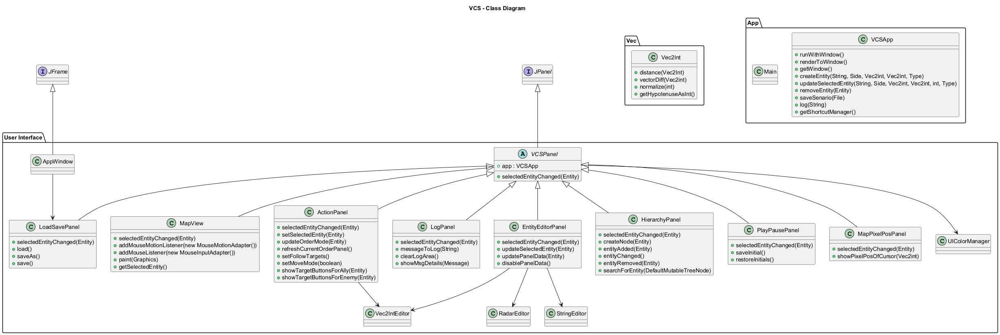 VCS - Class Diagram
App
C Main
C VCSApp
runWithWindow()
renderToWindow()
getWindow()
createEntity(String, Side, Vec2int, Vec2int, Type)
updateSelectedEntity(String, Side, Vec2int, Vec2int, int, Type)
removeEntity(Entity)
saveSenario(File)
log(String)
getShortcutManager()
Vec
C Vec2Int
distance(Vec2Int)
vectorDiff(Vec2int)
normalize(int)
getHypotenuseAsInt()
I JFrame
I JPanel
User Interface
C AppWindow
A VCSPanel
app : VCSApp
selectedEntityChanged(Entity)
C LoadSavePanel
selectedEntityChanged(Entity)
load()
saveAs()
save()
C MapView
selectedEntityChanged(Entity)
addMouseMotionListener(new MouseMotionAdapter())
addMouseListener(new MouseInputAdapter())
paint(Graphics)
getSelectedEntity()
C ActionPanel
selectedEntityChanged(Entity)
setSelectedEntity(Entity)
updateOrderMode(Entity)
refreshCurrentOrderPanel()
setFollowTargets()
setMoveMode(boolean)
showTargetButtonsForAlly(Entity)
showTargetButtonsForEnemy(Entity)
C LogPanel
selectedEntityChanged(Entity)
messageToLog(String)
clearLogArea()
showMsgDetails(Message)
C EntityEditorPanel
selectedEntityChanged(Entity)
updateSelectedEntity(Entity)
updatePanelData(Entity)
disablePanelData()
C HierarchyPanel
selectedEntityChanged(Entity)
createNode(Entity)
entityAdded(Entity)
entityChanged()
entityRemoved(Entity)
searchForEntity(DefaultMutableTreeNode)
C PlayPausePanel
selectedEntityChanged(Entity)
saveInitial()
restoreInitials()
C MapPixelPosPanel
selectedEntityChanged(Entity)
showPixelPosOfCursor(Vec2int)
C UIColorManager
C Vec2IntEditor
C RadarEditor
C StringEditor